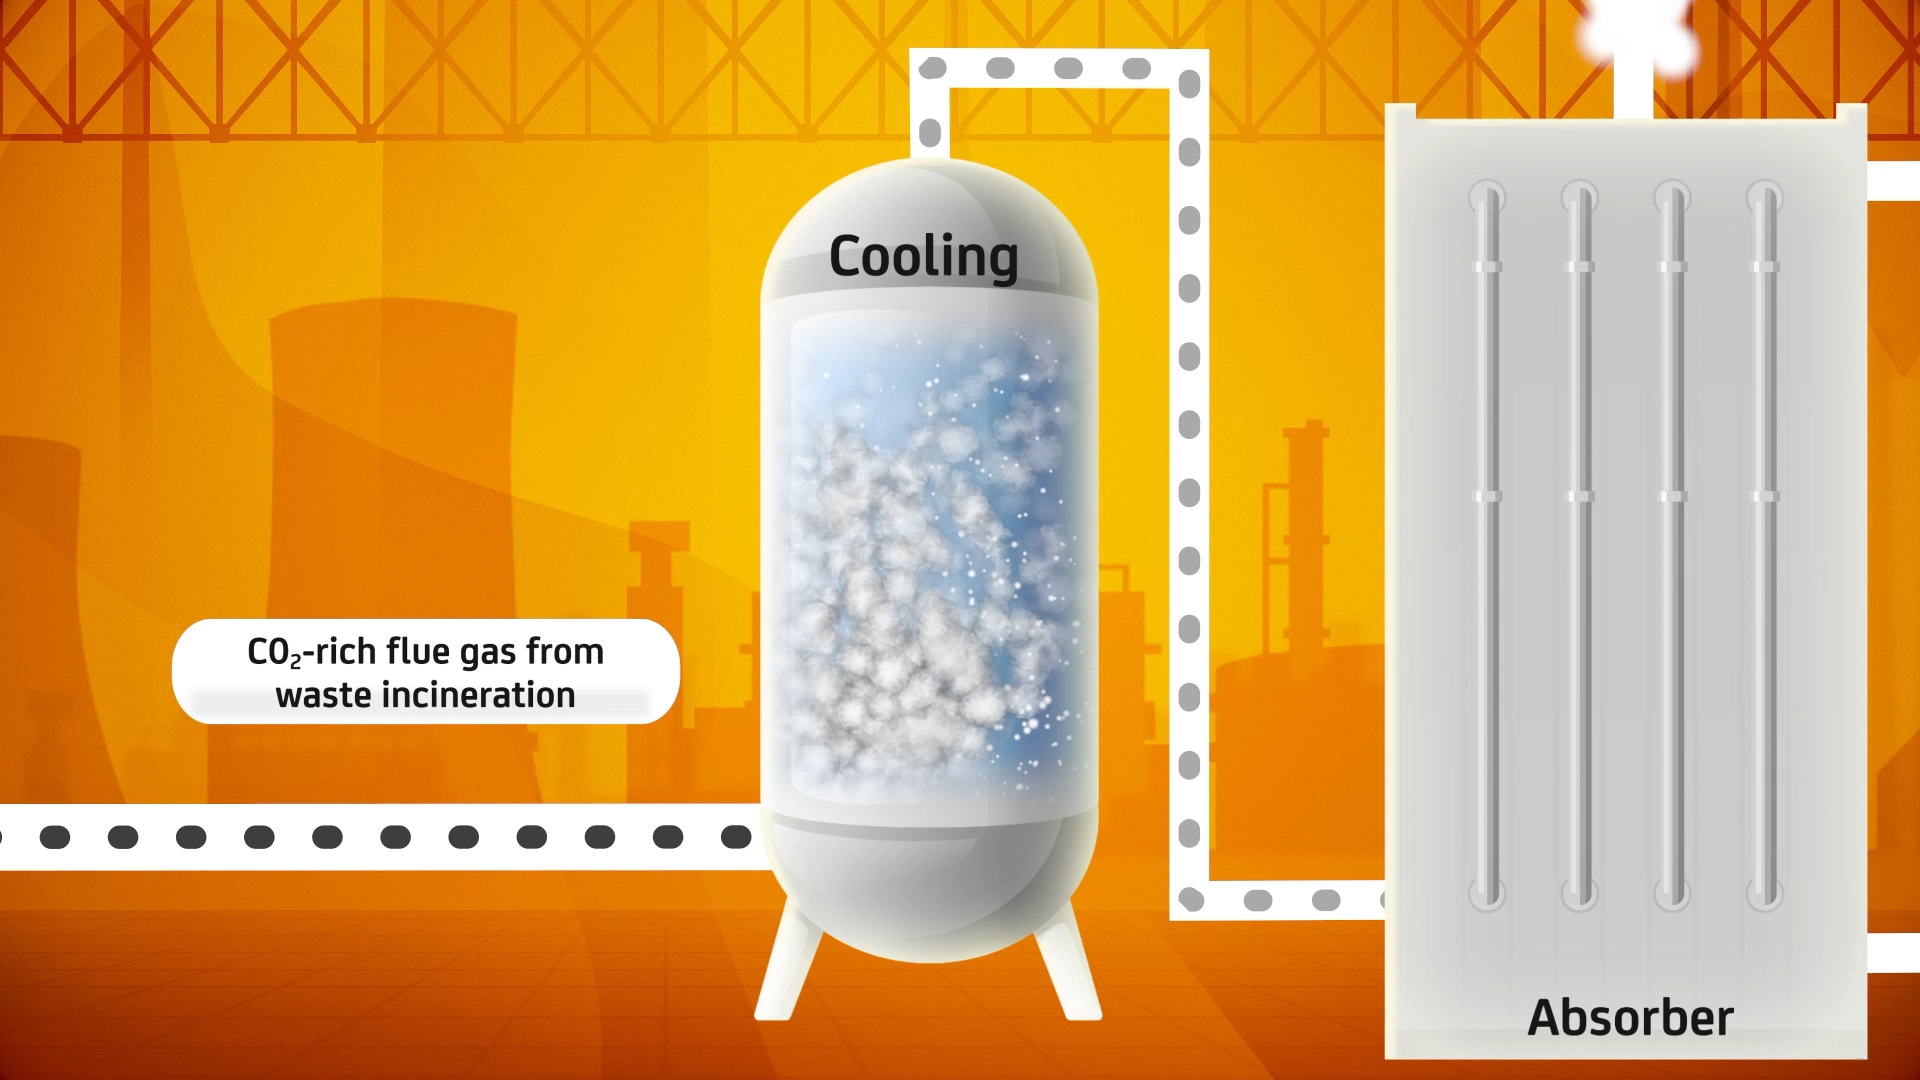 Cooling
CO₂-rich flue gas from
waste incineration
Absorber